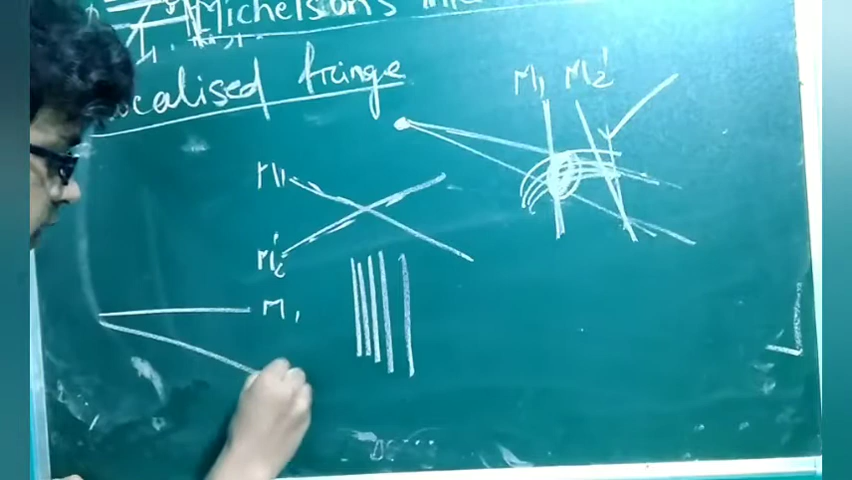 Michelson's
localised fringe
M₁ M₂'
M₁
M₂'
M₁